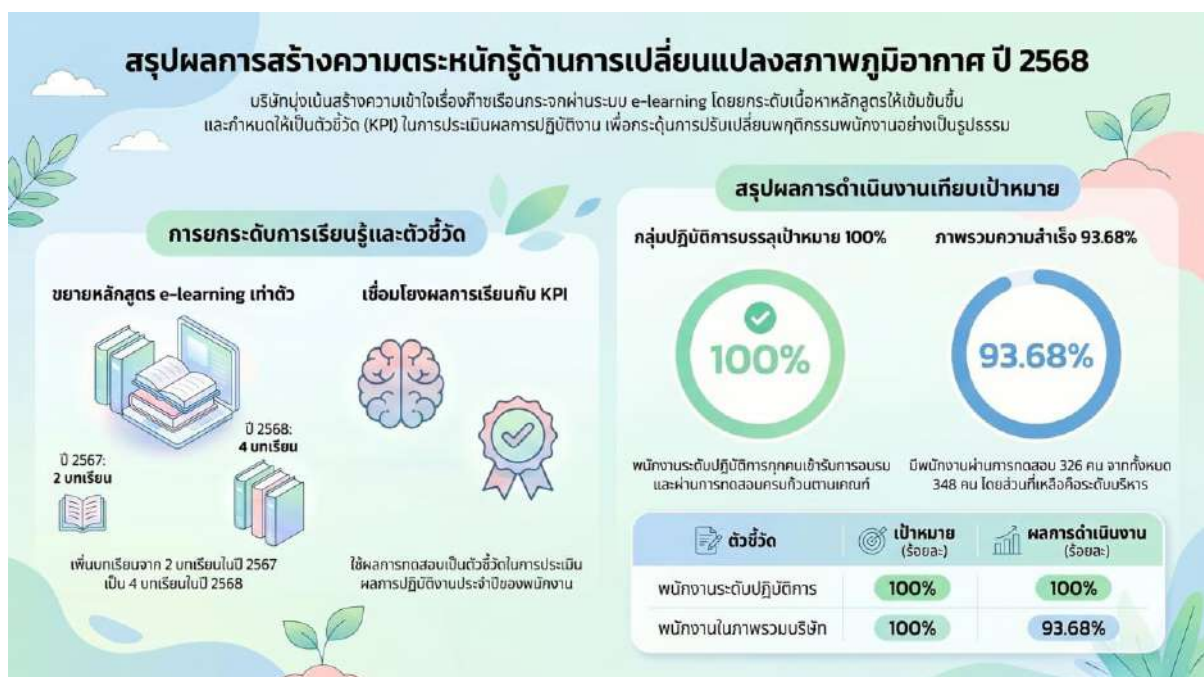 สรุปผลการสร้างความตระหนักรู้ด้านการเปลี่ยนแปลงสภาพภูมิอากาศ ปี 2568
บริษัทมุ่งเน้นสร้างความเข้าใจเรื่องก๊าซเรือนกระจกผ่านระบบ e-learning โดยยกระดับเนื้อหาหลักสูตรให้เข้มข้นขึ้น
และกำหนดให้เป็นตัวชี้วัด (KPI) ในการประเมินผลการปฏิบัติงาน เพื่อกระตุ้นการปรับเปลี่ยนพฤติกรรมพนักงานอย่างเป็นรูปธรรม
การยกระดับการเรียนรู้และตัวชี้วัด
ขยายหลักสูตร e-learning เท่าตัว
ปี 2567:
2 บทเรียน
ปี 2568:
4 บทเรียน
เพิ่มบทเรียนจาก 2 บทเรียนในปี 2567
เป็น 4 บทเรียนในปี 2568
เชื่อมโยงผลการเรียนกับ KPI
ใช้ผลการทดสอบเป็นตัวชี้วัดในการประเมิน
ผลการปฏิบัติงานประจำปีของพนักงาน
สรุปผลการดำเนินงานเทียบเป้าหมาย
กลุ่มปฏิบัติการบรรลุเป้าหมาย 100%
100%
พนักงานระดับปฏิบัติการทุกคนเข้ารับการอบรม
และผ่านการทดสอบครบถ้วนตามเกณฑ์
ภาพรวมความสำเร็จ 93.68%
93.68%
มีพนักงานผ่านการทดสอบ 326 คน จากทั้งหมด
348 คน โดยส่วนที่เหลือคือระดับบริหาร
ตัวชี้วัด
เป้าหมาย
(ร้อยละ)
ผลการดำเนินงาน
(ร้อยละ)
พนักงานระดับปฏิบัติการ 100% 100%
พนักงานในภาพรวมบริษัท 100% 93.68%